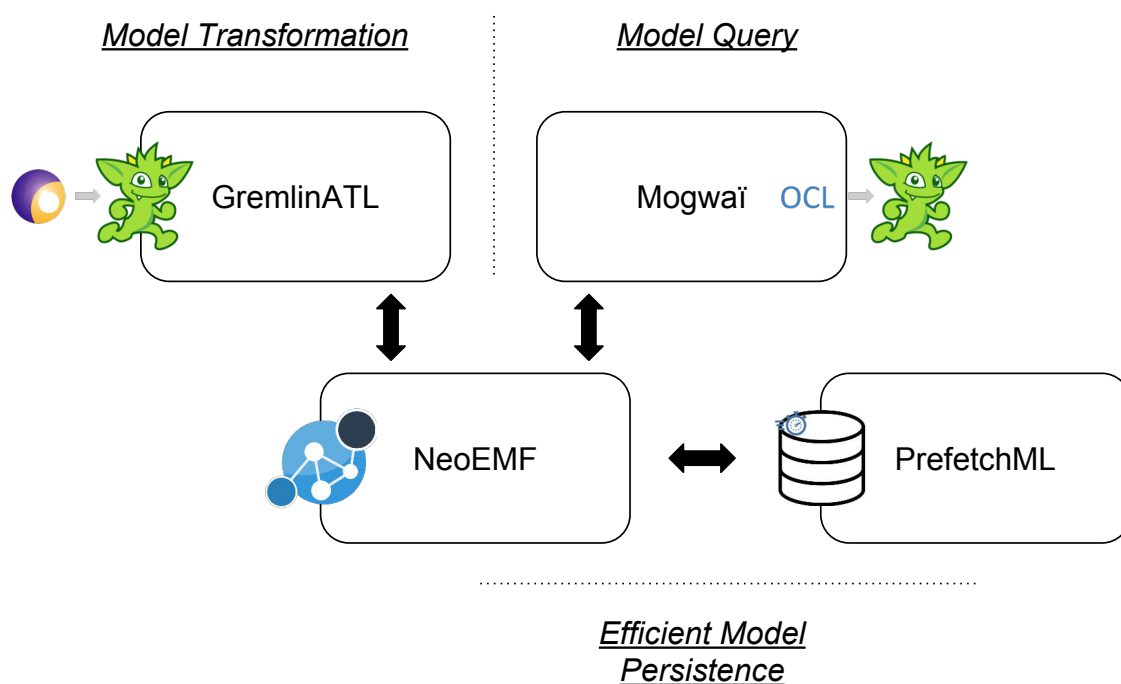 Model Transformation
Model Query
GremlinATL
Mogwaï OCL
NeoEMF
PrefetchML
Efficient Model
Persistence